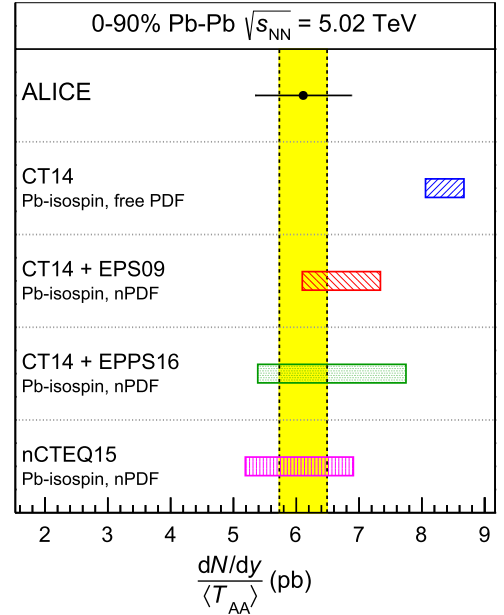 0-90% Pb-Pb √s_NN = 5.02 TeV
ALICE
CT14
Pb-isospin, free PDF
CT14 + EPS09
Pb-isospin, nPDF
CT14 + EPPS16
Pb-isospin, nPDF
nCTEQ15
Pb-isospin, nPDF
2 3 4 5 6 7 8 9
dN/dy
⟨T_AA⟩ (pb)